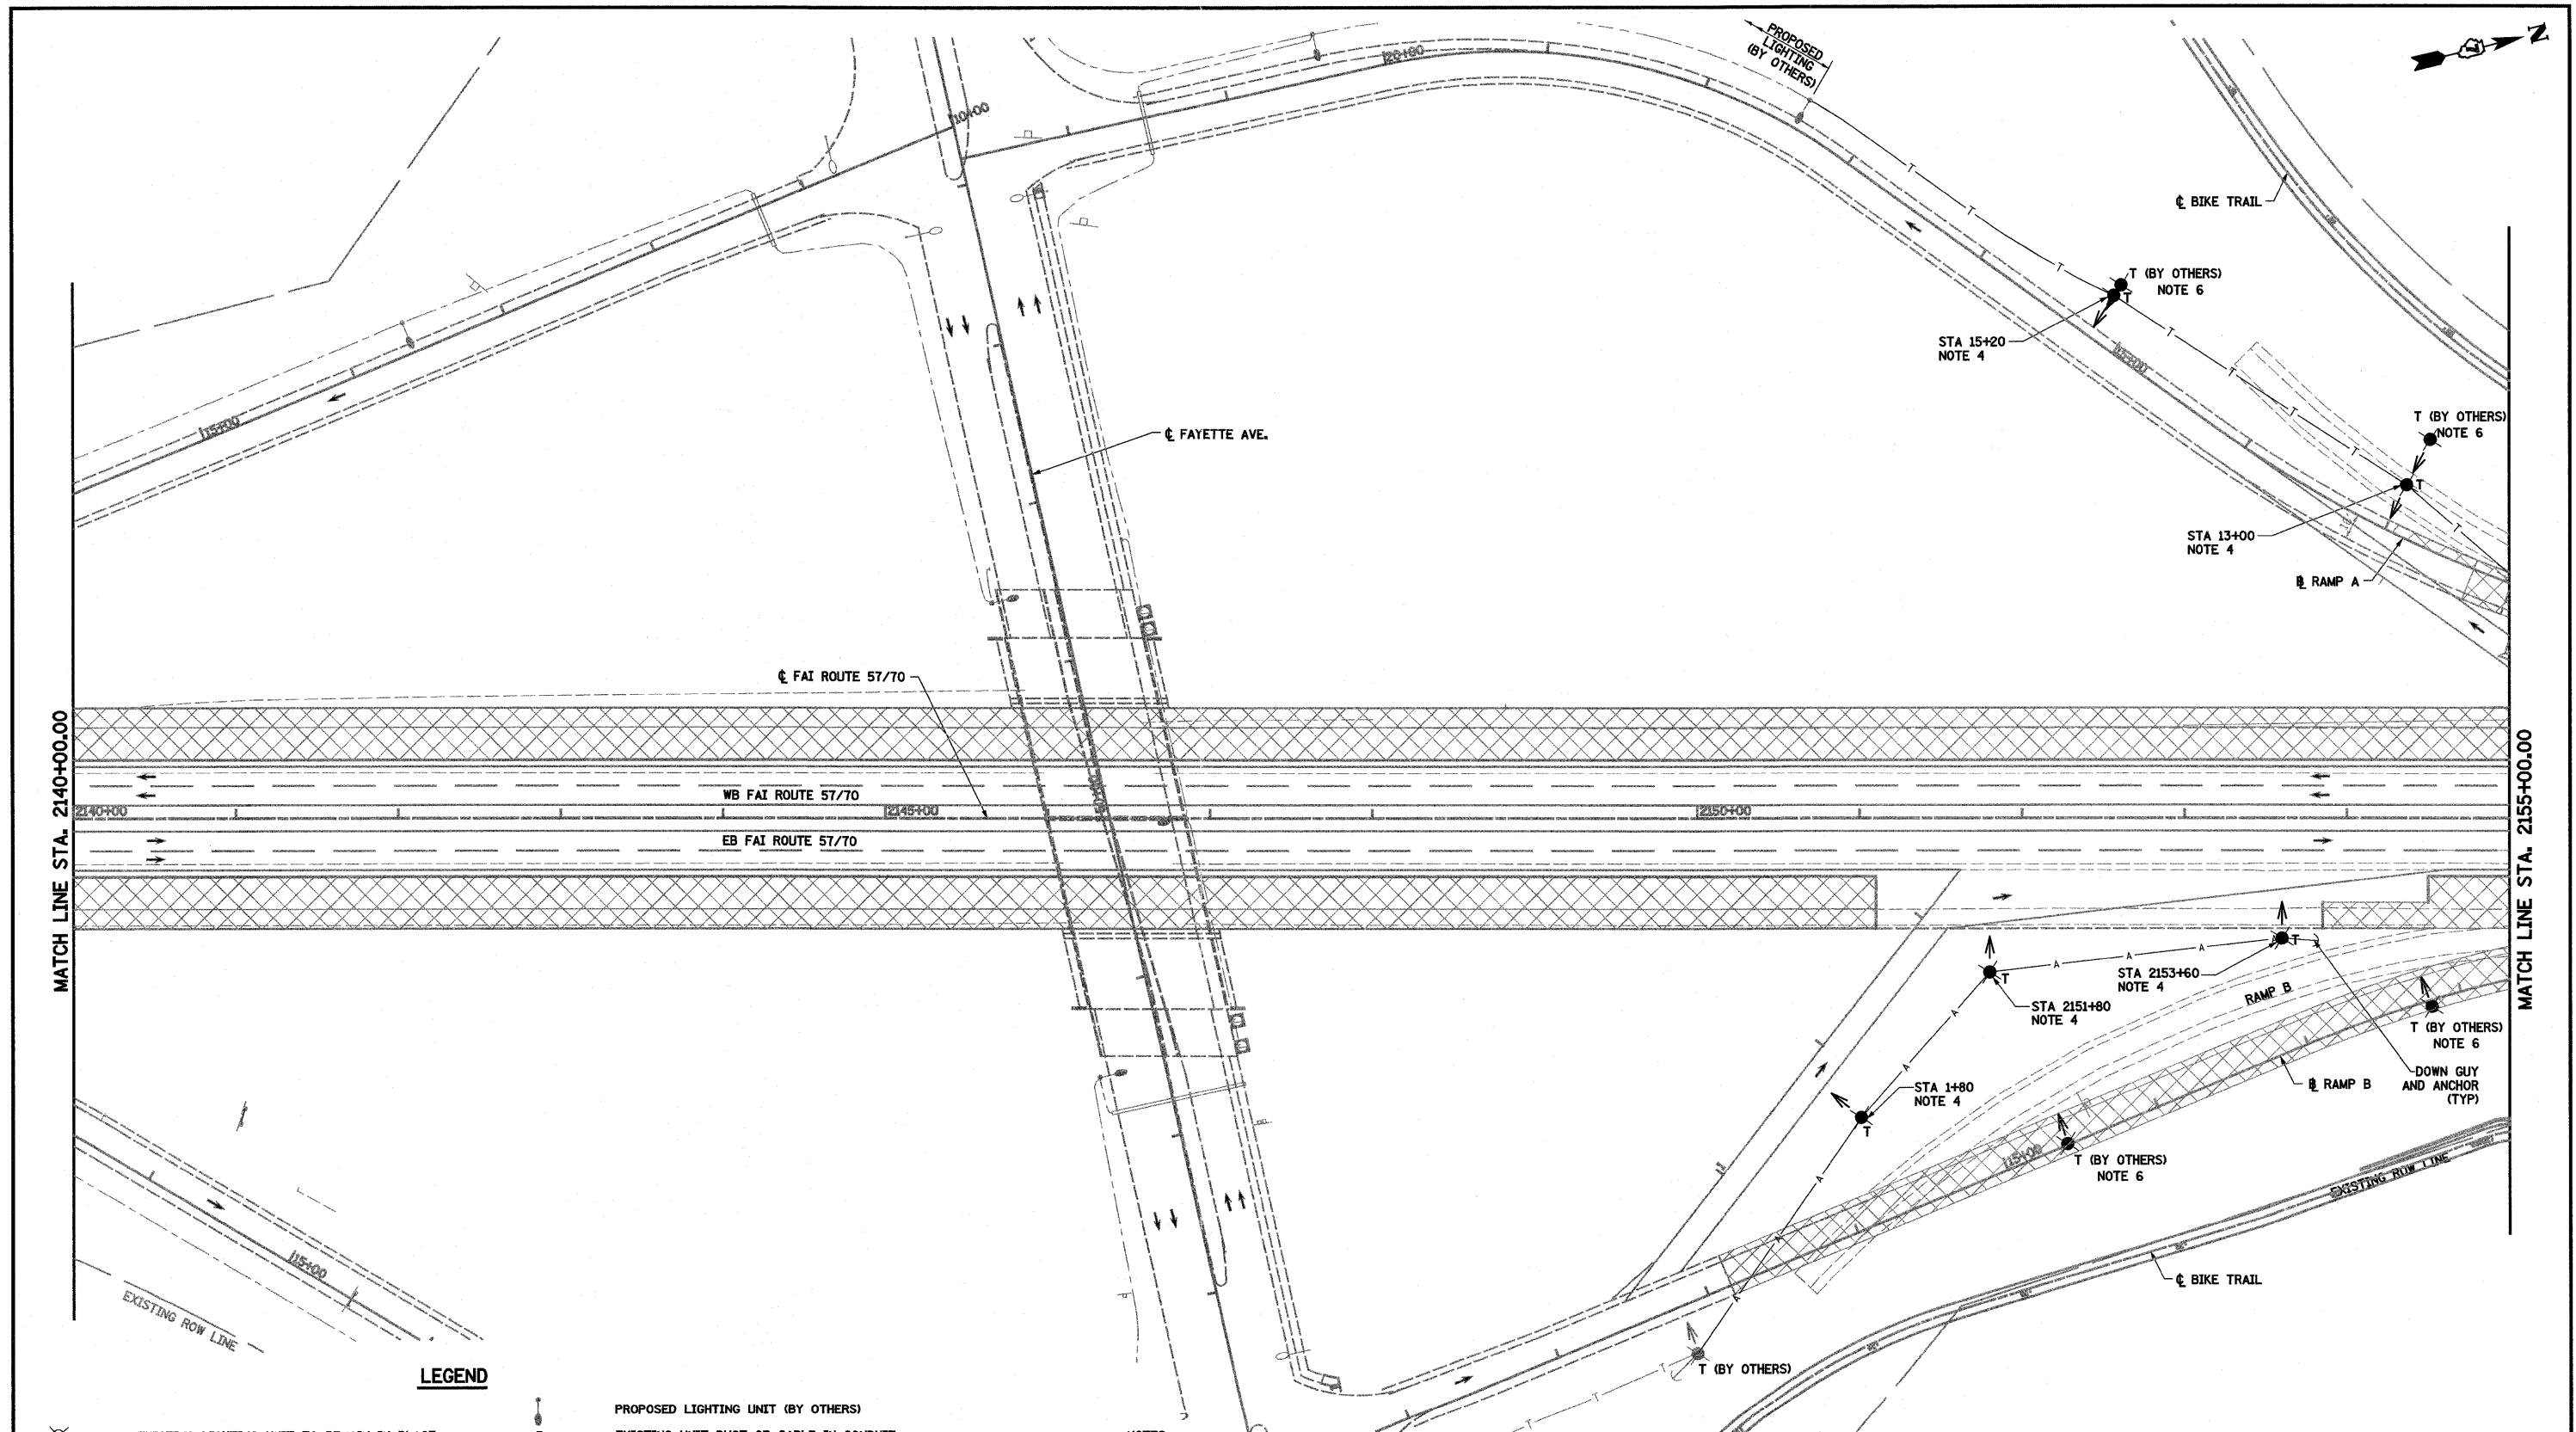 PROPOSED
LIGHTING
(BY OTHERS)
N
20+00
10+00
℄ BIKE TRAIL
T (BY OTHERS)
NOTE 6
T
STA 15+20
NOTE 4
15+00
T (BY OTHERS)
NOTE 6
T
15+00
℄ FAYETTE AVE.
STA 13+00
NOTE 4
℄ RAMP A
℄ FAI ROUTE 57/70
MATCH LINE STA. 2140+00.00
MATCH LINE STA. 2155+00.00
WB FAI ROUTE 57/70
2140+00
2145+00
2150+00
EB FAI ROUTE 57/70
T
STA 2153+60
NOTE 4
T
STA 2151+80
NOTE 4
RAMP B
T (BY OTHERS)
NOTE 6
DOWN GUY
AND ANCHOR
(TYP)
℄ RAMP B
STA 1+80
NOTE 4
T
15+00
T (BY OTHERS)
NOTE 6
EXISTING ROW LINE
15+00
EXISTING ROW LINE
℄ BIKE TRAIL
T (BY OTHERS)
LEGEND
PROPOSED LIGHTING UNIT (BY OTHERS)